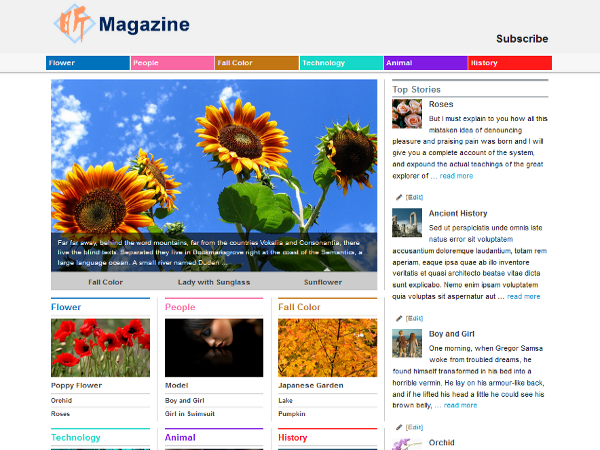 昕 Magazine
Subscribe
Flower People Fall Color Technology Animal History
Far far away, behind the word mountains, far from the countries Vokalia and Consonantia, there
live the blind texts. Separated they live in Bookmarksgrove right at the coast of the Semantics, a
large language ocean. A small river named Duden ...
Fall Color Lady with Sunglass Sunflower
Flower
Poppy Flower
Orchid
Roses
People
Model
Boy and Girl
Girl in Swimsuit
Fall Color
Japanese Garden
Lake
Pumpkin
Technology
Animal
History
Top Stories
Roses
But I must explain to you how all this
mistaken idea of denouncing
pleasure and praising pain was born and I will
give you a complete account of the system,
and expound the actual teachings of the great
explorer of ... read more
[Edit]
Ancient History
Sed ut perspiciatis unde omnis iste
natus error sit voluptatem
accusantium doloremque laudantium, totam rem
aperiam, eaque ipsa quae ab illo inventore
veritatis et quasi architecto beatae vitae dicta
sunt explicabo. Nemo enim ipsam voluptatem
quia voluptas sit aspernatur aut ... read more
[Edit]
Boy and Girl
One morning, when Gregor Samsa
woke from troubled dreams, he
found himself transformed in his bed into a
horrible vermin. He lay on his armour-like back,
and if he lifted his head a little he could see his
brown belly, ... read more
[Edit]
Orchid